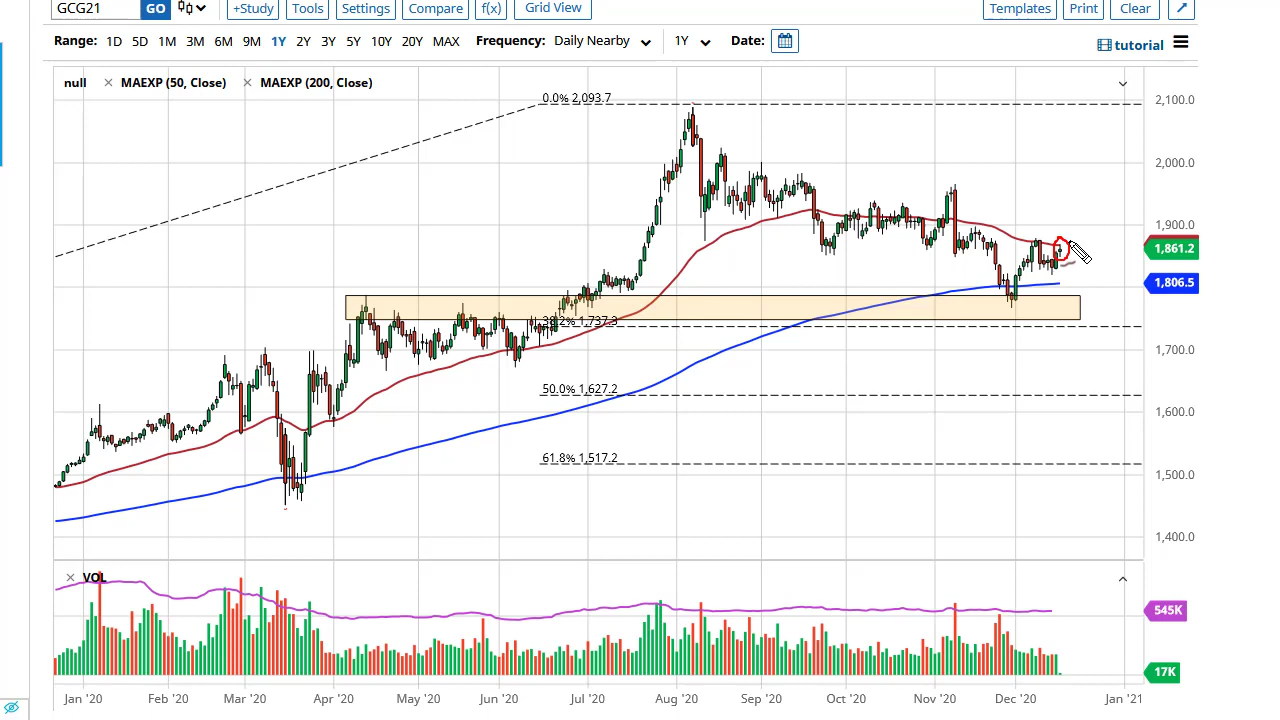 GCG21 GO +Study Tools Settings Compare f(x) Grid View Templates Print Clear
Range: 1D 5D 1M 3M 6M 9M 1Y 2Y 3Y 5Y 10Y 20Y MAX Frequency: Daily Nearby 1Y Date: tutorial
null MAEXP (50, Close) MAEXP (200, Close)
0.0% 2,093.7
2,100.0
2,000.0
1,900.0
1,861.2
1,806.5
38.2% 1,737.3
1,700.0
50.0% 1,627.2
1,600.0
61.8% 1,517.2
1,500.0
1,400.0
VOL
545K
17K
Jan '20 Feb '20 Mar '20 Apr '20 May '20 Jun '20 Jul '20 Aug '20 Sep '20 Oct '20 Nov '20 Dec '20 Jan '21